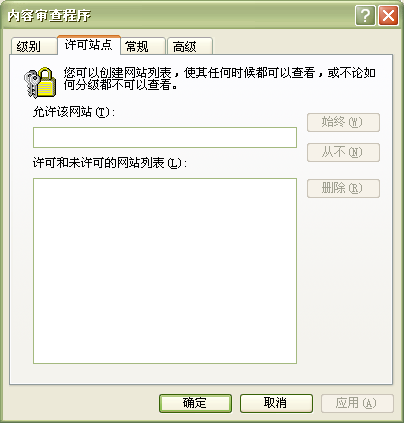 内容审查程序
级别 许可站点 常规 高级
您可以创建网站列表，使其任何时候都可以查看，或不论如
何分级都不可以查看。
允许该网站(T):
始终(W)
从不(N)
许可和未许可的网站列表(L):
删除(R)
确定 取消 应用(A)